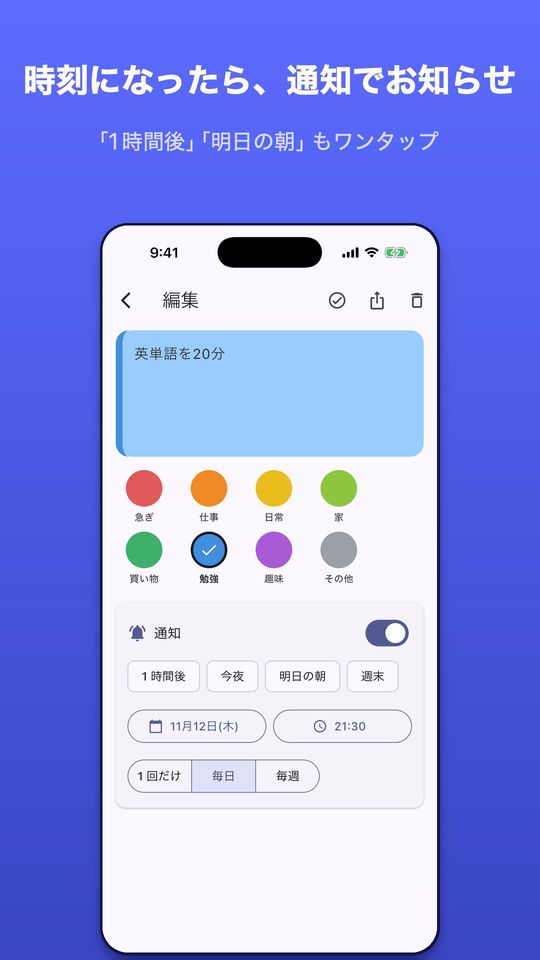 時刻になったら、通知でお知らせ
「1時間後」「明日の朝」もワンタップ
9:41
編集
英単語を20分
急ぎ 仕事 日常 家
買い物 勉強 趣味 その他
通知
1時間後 今夜 明日の朝 週末
11月12日(木) 21:30
1回だけ 毎日 毎週